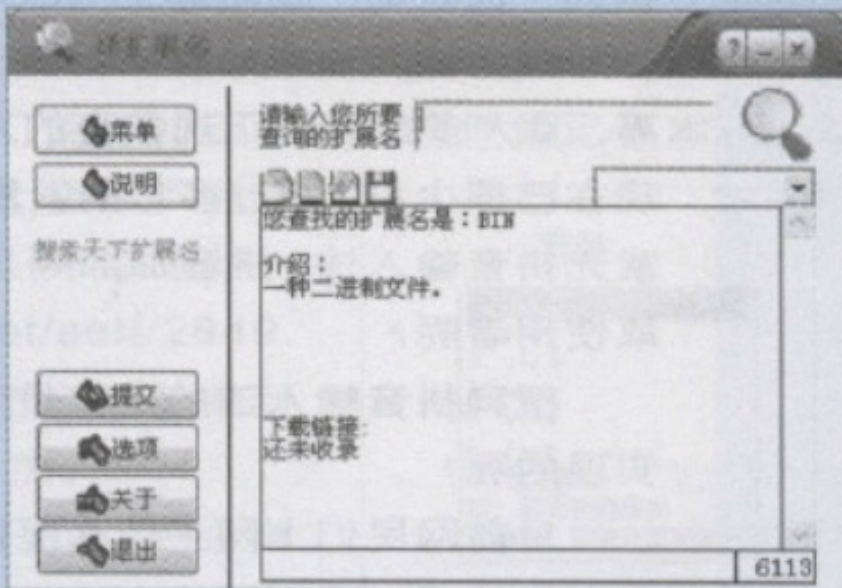 菜单
说明
搜索天下扩展名
提交
选项
关于
退出
请输入您所要
查询的扩展名
您查找的扩展名是：BIN
介绍：
一种二进制文件。
下载链接:
还未收录
6113